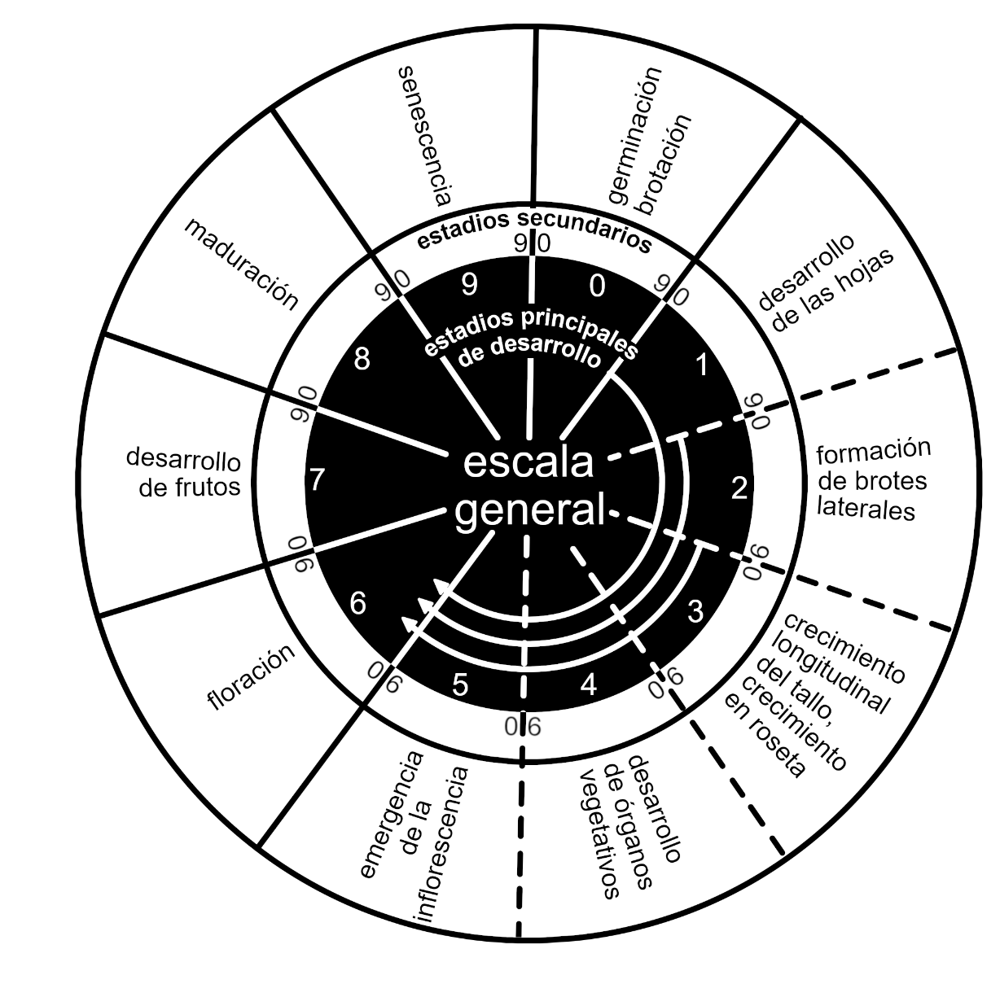 senescencia
germinación
brotación
desarrollo
de las hojas
formación
de brotes
laterales
crecimiento
longitudinal
del tallo,
crecimiento
en roseta
desarrollo
de órganos
vegetativos
emergencia
de la
inflorescencia
floración
desarrollo
de frutos
maduración
estadios secundarios
9 0
9 0
9 0
9 0
9 0
9 0
9 0
9 0
9 0
9 0
0
1
2
3
4
5
6
7
8
9
estadios principales
de desarrollo
escala
general